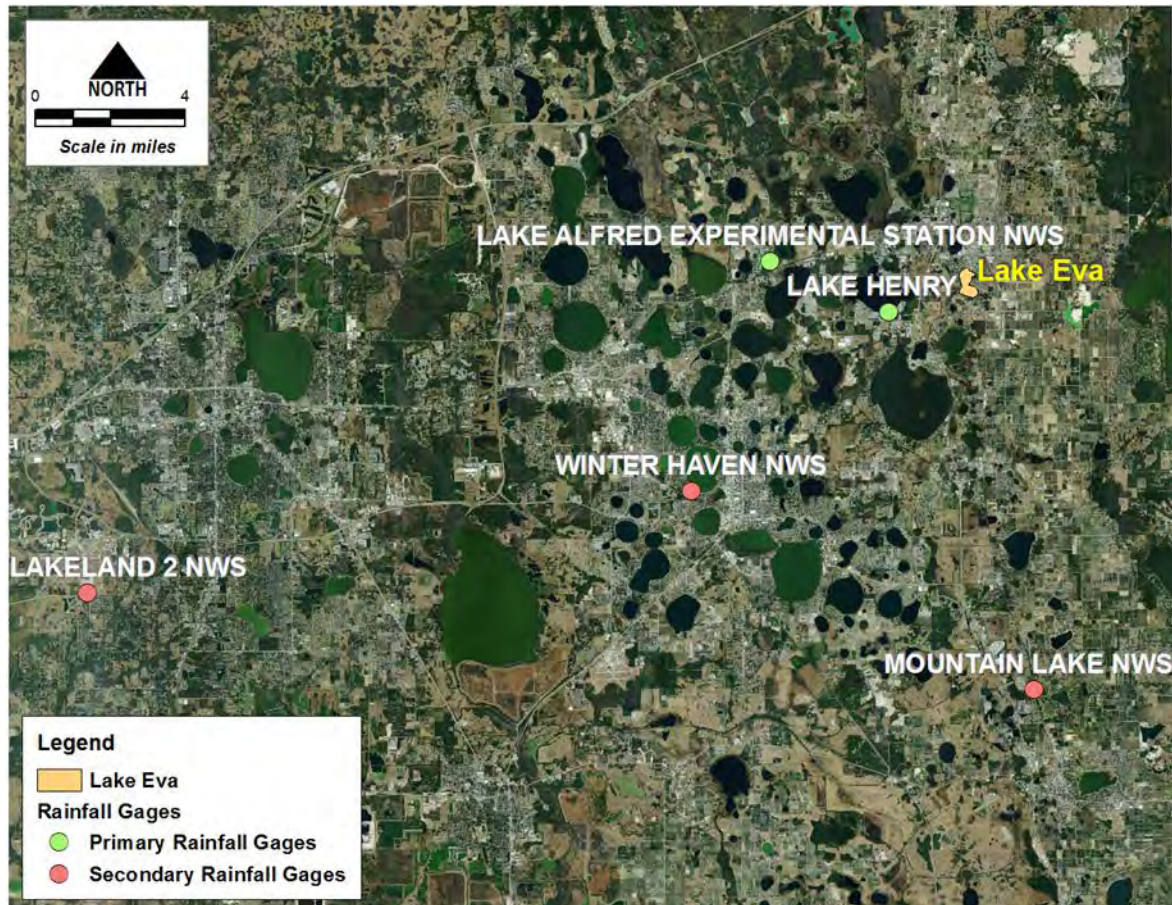 NORTH
0 4
Scale in miles
LAKE ALFRED EXPERIMENTAL STATION NWS
LAKE HENRY
Lake Eva
WINTER HAVEN NWS
LAKELAND 2 NWS
MOUNTAIN LAKE NWS
Legend
Lake Eva
Rainfall Gages
Primary Rainfall Gages
Secondary Rainfall Gages